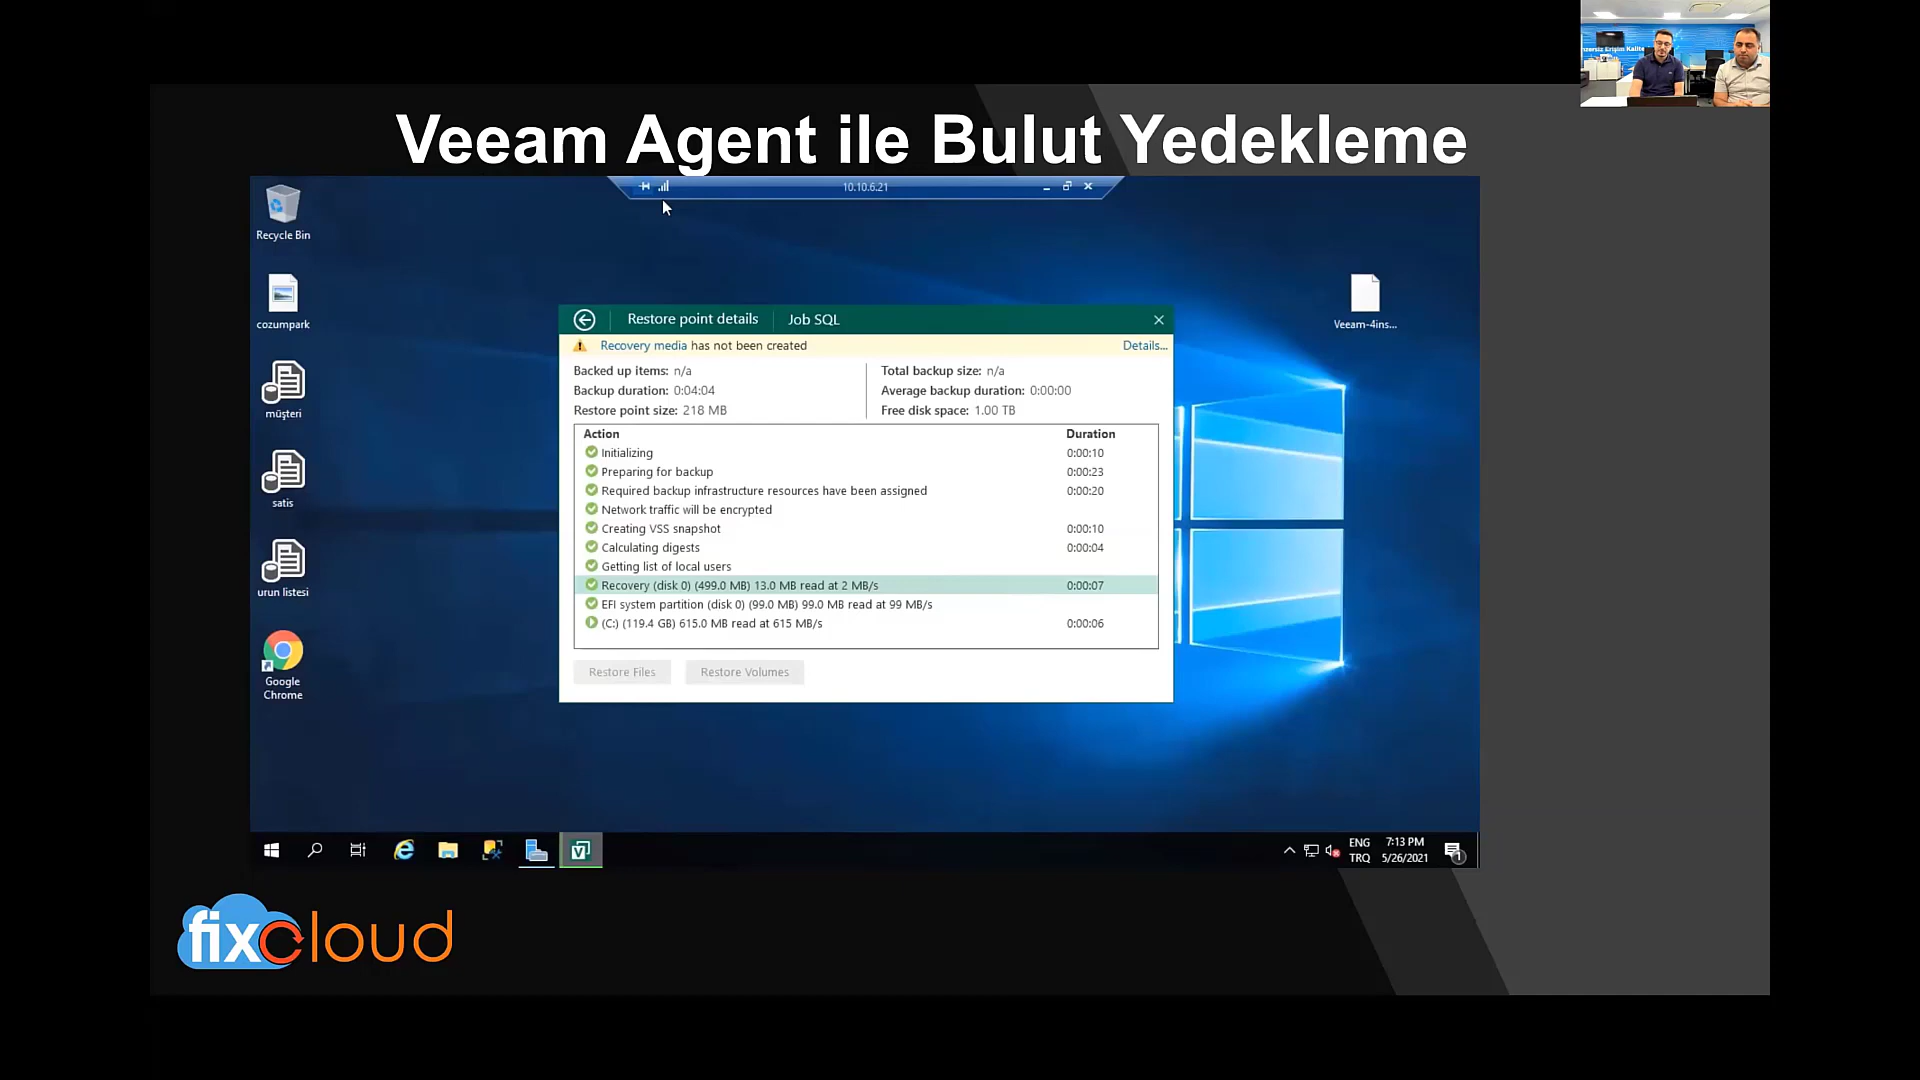 Veeam Agent ile Bulut Yedekleme
10.10.6.21
Recycle Bin
cozumpark
müşteri
satis
urun listesi
Google
Chrome
Veeam-4ins...
Restore point details Job SQL
Recovery media has not been created Details...
Backed up items: n/a Total backup size: n/a
Backup duration: 0:04:04 Average backup duration: 0:00:00
Restore point size: 218 MB Free disk space: 1.00 TB
Action Duration
Initializing 0:00:10
Preparing for backup 0:00:23
Required backup infrastructure resources have been assigned 0:00:20
Network traffic will be encrypted
Creating VSS snapshot 0:00:10
Calculating digests 0:00:04
Getting list of local users
Recovery (disk 0) (499.0 MB) 13.0 MB read at 2 MB/s 0:00:07
EFI system partition (disk 0) (99.0 MB) 99.0 MB read at 99 MB/s
(C:) (119.4 GB) 615.0 MB read at 615 MB/s 0:00:06
Restore Files Restore Volumes
ENG 7:13 PM
TRQ 5/26/2021
1
fixcloud
Erişim Kalite